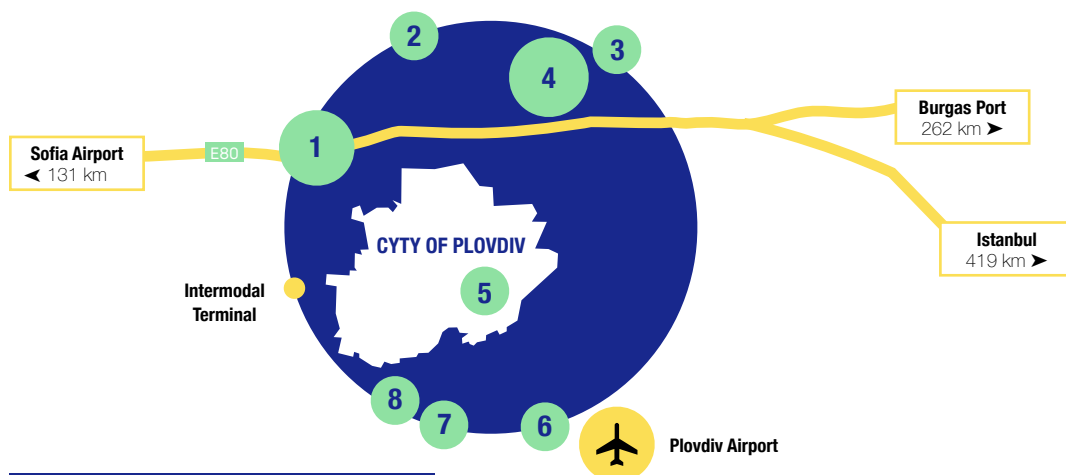 2
3
4
Burgas Port
262 km ➤
1
E80
Sofia Airport
◄ 131 km
CYTY OF PLOVDIV
Istanbul
419 km ➤
5
Intermodal
Terminal
8
7
6
Plovdiv Airport